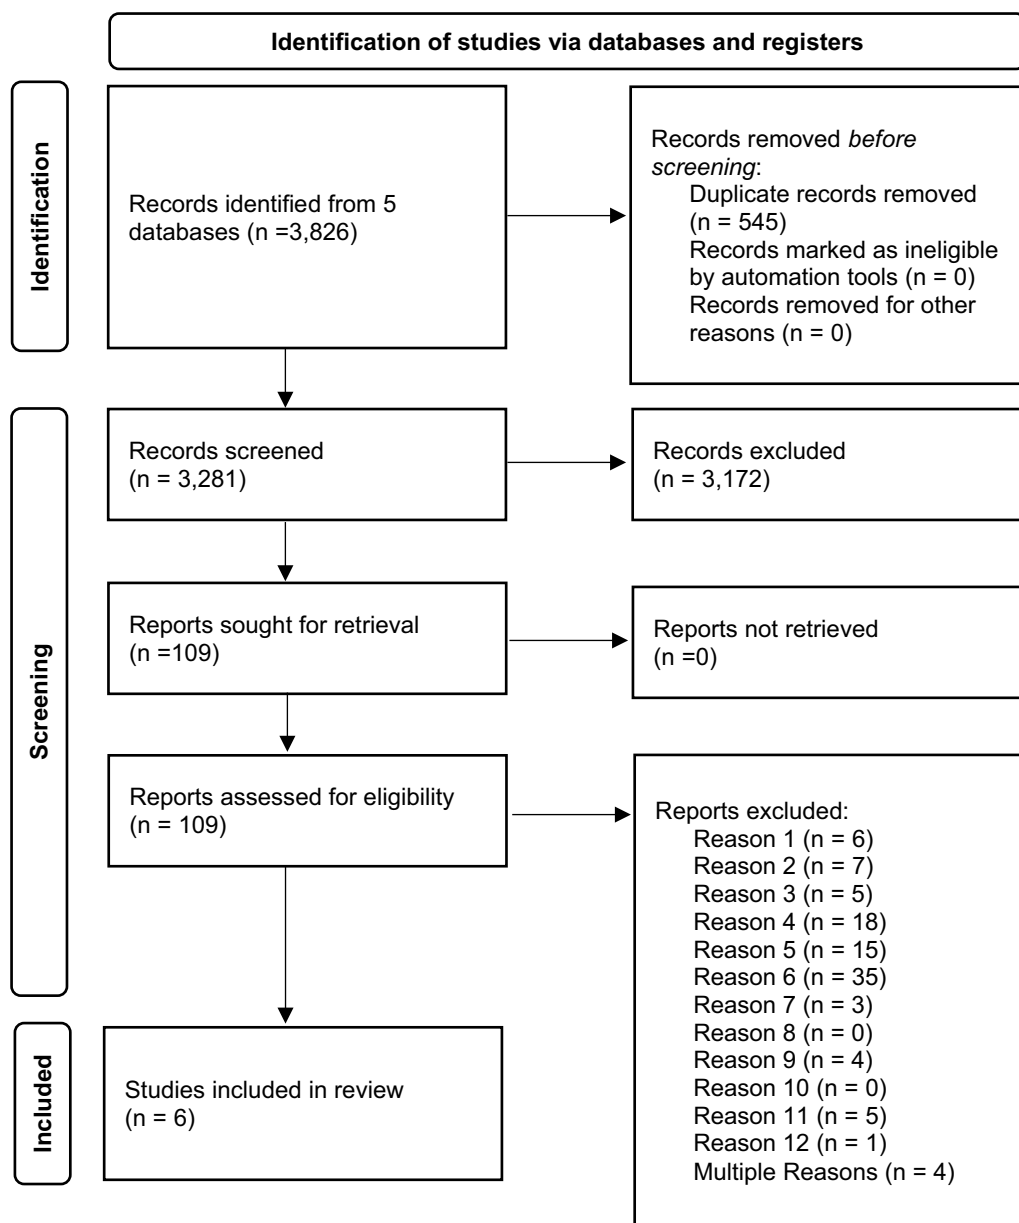 Identification of studies via databases and registers
Identification
Records identified from 5
databases (n =3,826)
Records removed before
screening:
Duplicate records removed
(n = 545)
Records marked as ineligible
by automation tools (n = 0)
Records removed for other
reasons (n = 0)
Screening
Records screened
(n = 3,281)
Records excluded
(n = 3,172)
Reports sought for retrieval
(n =109)
Reports not retrieved
(n =0)
Reports assessed for eligibility
(n = 109)
Reports excluded:
Reason 1 (n = 6)
Reason 2 (n = 7)
Reason 3 (n = 5)
Reason 4 (n = 18)
Reason 5 (n = 15)
Reason 6 (n = 35)
Reason 7 (n = 3)
Reason 8 (n = 0)
Reason 9 (n = 4)
Reason 10 (n = 0)
Reason 11 (n = 5)
Reason 12 (n = 1)
Multiple Reasons (n = 4)
Included
Studies included in review
(n = 6)